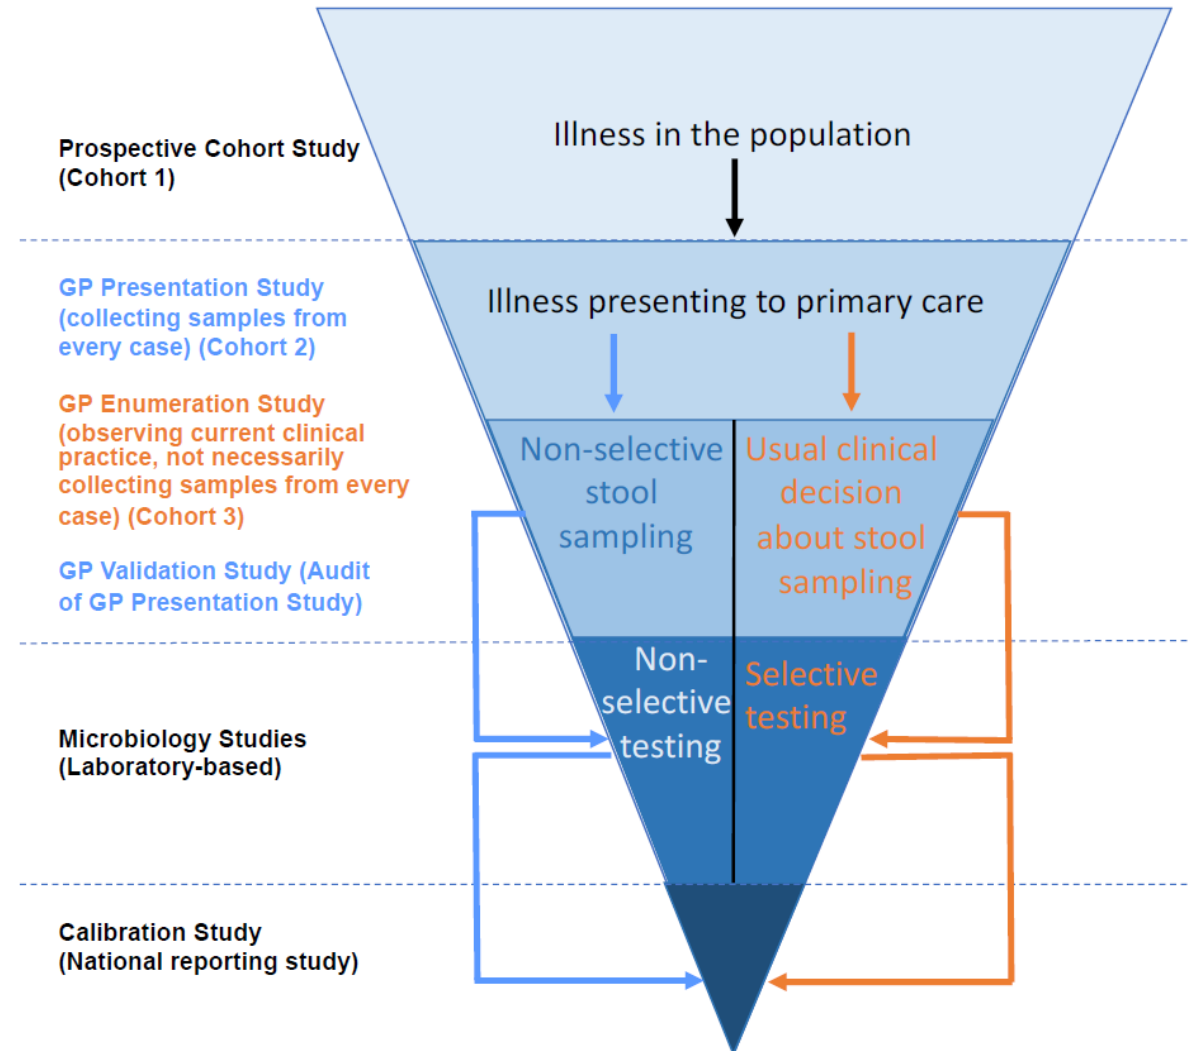 Prospective Cohort Study
(Cohort 1)
Illness in the population
GP Presentation Study
(collecting samples from
every case) (Cohort 2)
Illness presenting to primary care
GP Enumeration Study
(observing current clinical
practice, not necessarily
collecting samples from every
case) (Cohort 3)
GP Validation Study (Audit
of GP Presentation Study)
Non-selective
stool
sampling
Usual clinical
decision
about stool
sampling
Microbiology Studies
(Laboratory-based)
Non-
selective
testing
Selective
testing
Calibration Study
(National reporting study)